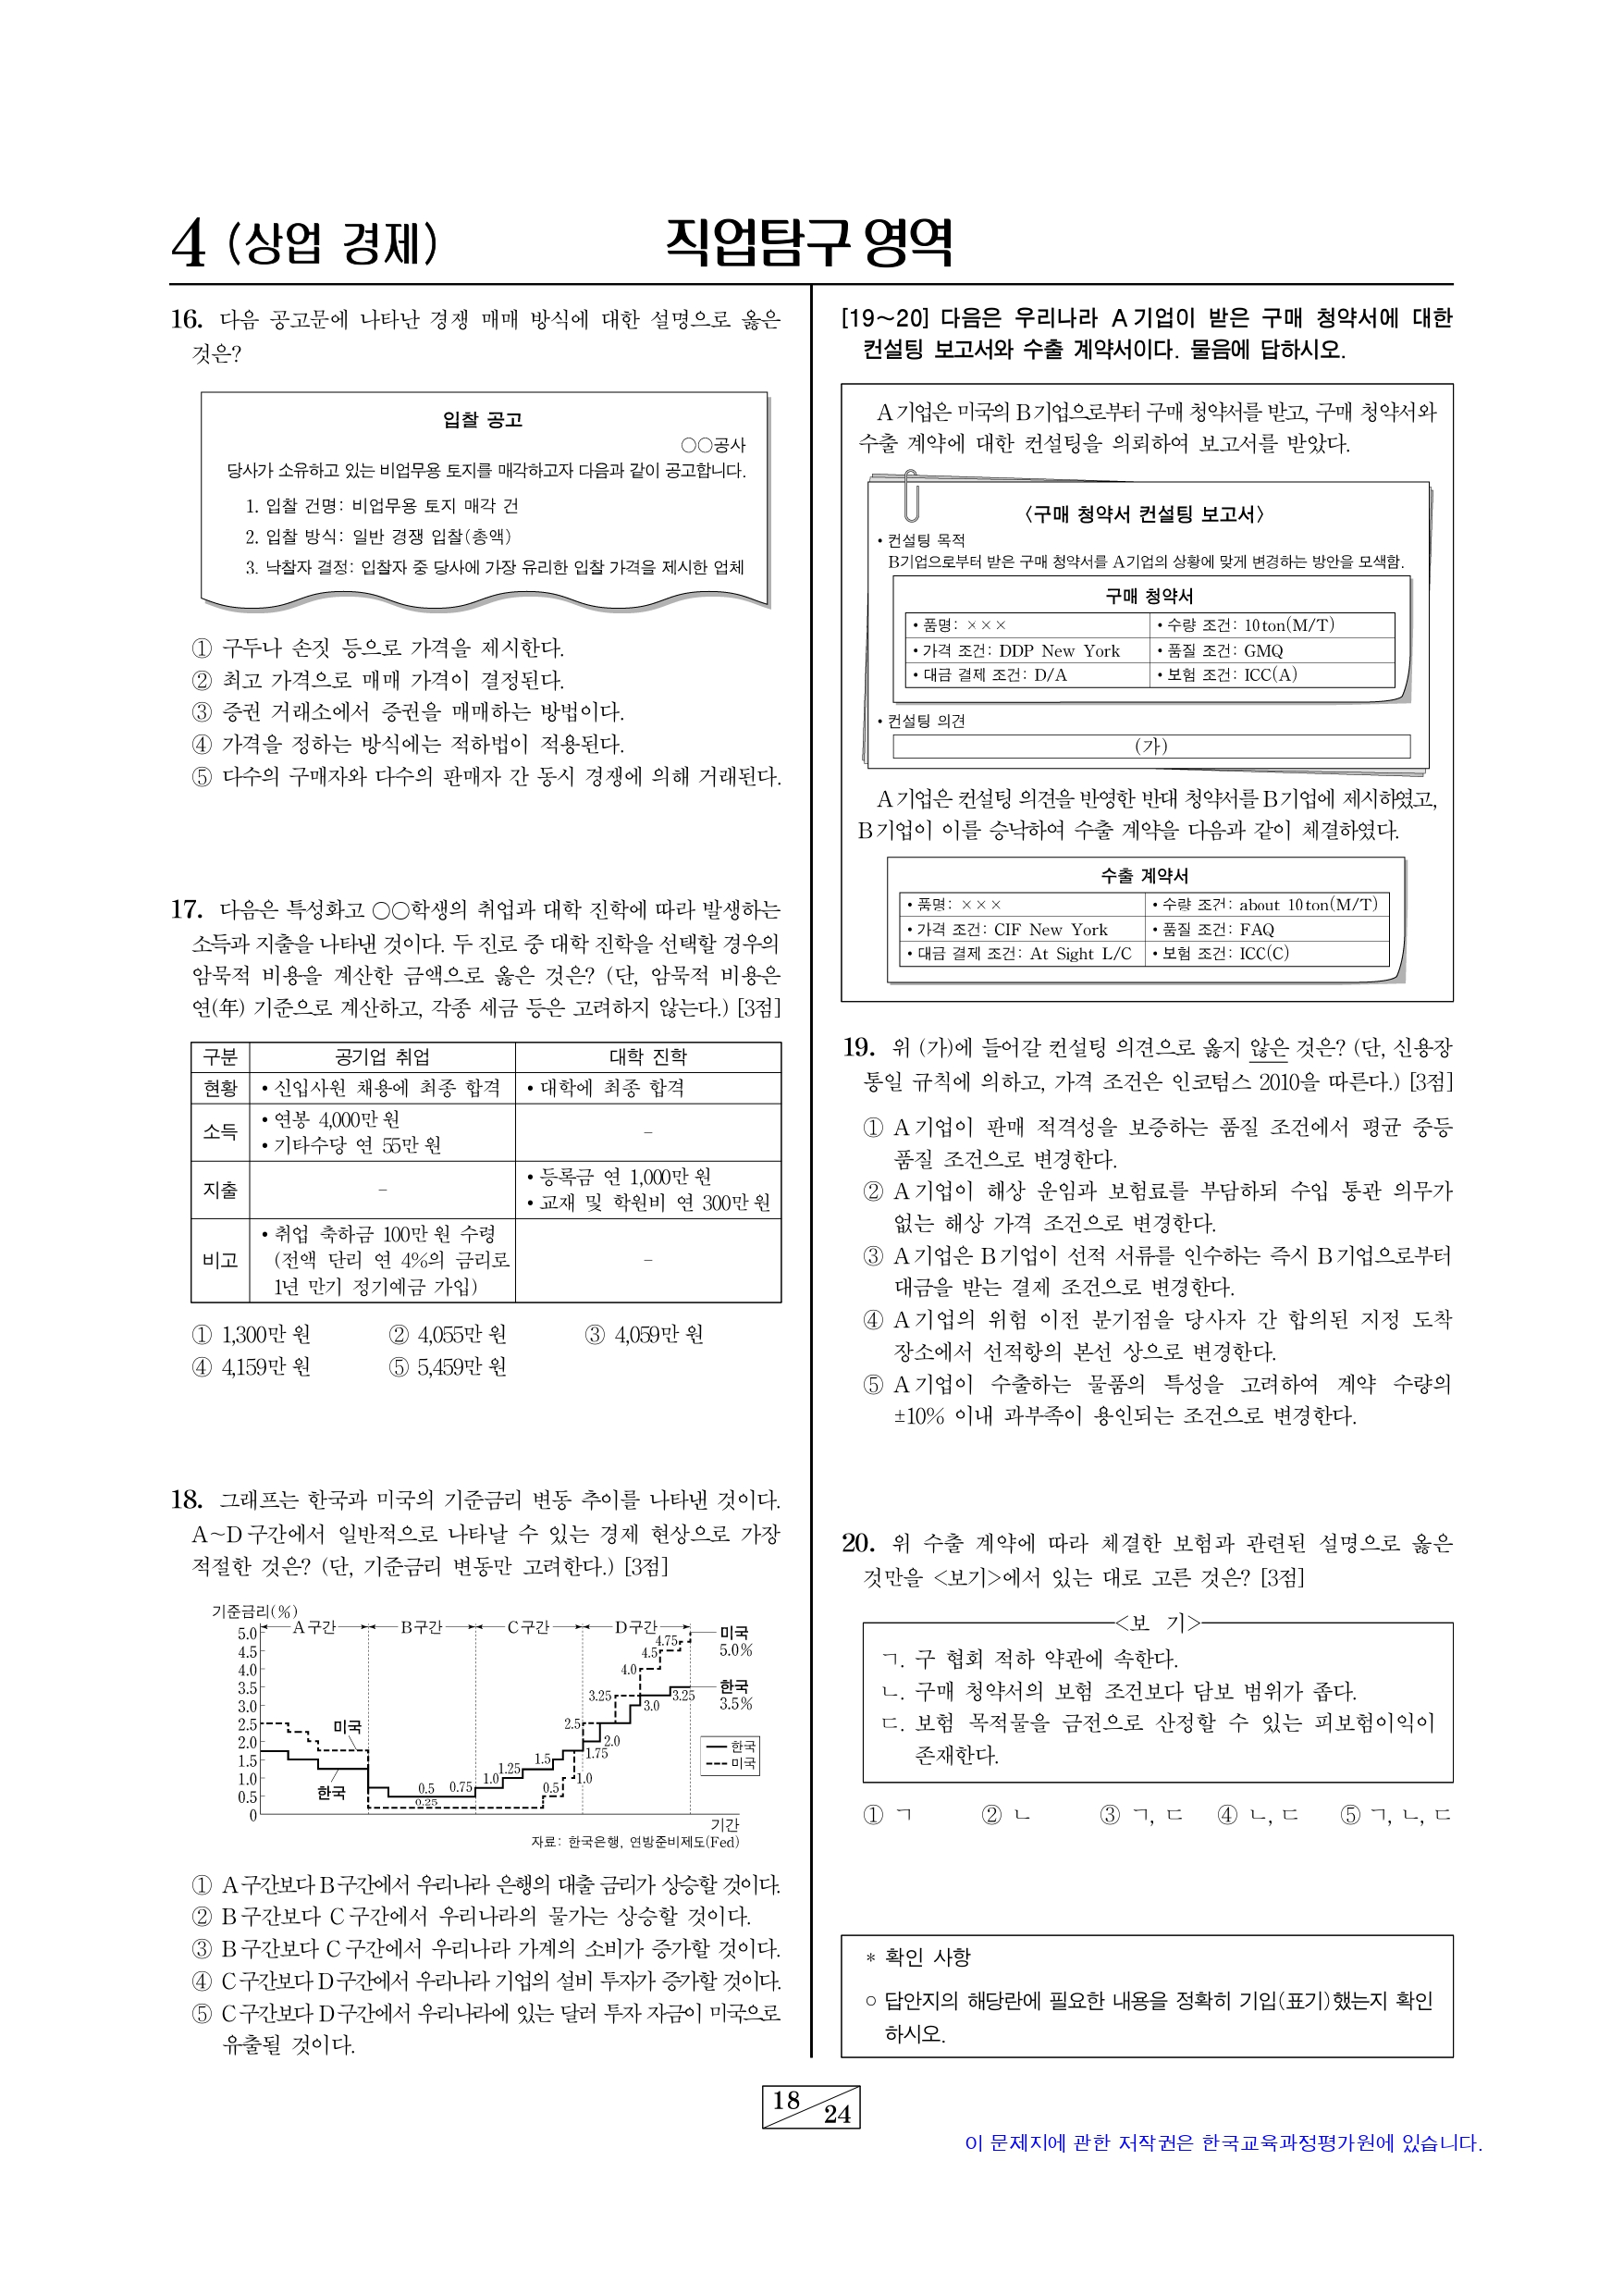 4 (상업 경제)
직업탐구 영역
16. 다음 공고문에 나타난 경쟁 매매 방식에 대한 설명으로 옳은
것은?
입찰 공고
○○공사
당사가 소유하고 있는 비업무용 토지를 매각하고자 다음과 같이 공고합니다.
1. 입찰 건명: 비업무용 토지 매각 건
2. 입찰 방식: 일반 경쟁 입찰(총액)
3. 낙찰자 결정: 입찰자 중 당사에 가장 유리한 입찰 가격을 제시한 업체
① 구두나 손짓 등으로 가격을 제시한다.
② 최고 가격으로 매매 가격이 결정된다.
③ 증권 거래소에서 증권을 매매하는 방법이다.
④ 가격을 정하는 방식에는 적하법이 적용된다.
⑤ 다수의 구매자와 다수의 판매자 간 동시 경쟁에 의해 거래된다.
17. 다음은 특성화고 ○○학생의 취업과 대학 진학에 따라 발생하는
소득과 지출을 나타낸 것이다. 두 진로 중 대학 진학을 선택할 경우의
암묵적 비용을 계산한 금액으로 옳은 것은? (단, 암묵적 비용은
연(年) 기준으로 계산하고, 각종 세금 등은 고려하지 않는다.) [3점]
구분 공기업 취업 대학 진학
현황 • 신입사원 채용에 최종 합격 • 대학에 최종 합격
소득 • 연봉 4,000만 원
• 기타수당 연 55만 원 –
지출 – • 등록금 연 1,000만 원
• 교재 및 학원비 연 300만 원
비고 • 취업 축하금 100만 원 수령
(전액 단리 연 4%의 금리로
1년 만기 정기예금 가입) –
① 1,300만 원 ② 4,055만 원 ③ 4,059만 원
④ 4,159만 원 ⑤ 5,459만 원
18. 그래프는 한국과 미국의 기준금리 변동 추이를 나타낸 것이다.
A~D구간에서 일반적으로 나타날 수 있는 경제 현상으로 가장
적절한 것은? (단, 기준금리 변동만 고려한다.) [3점]
기준금리(%)
A구간 B구간 C구간 D구간
5.0
4.5
4.0
3.5
3.0
2.5
2.0
1.5
1.0
0.5
0
미국
한국
0.5
0.25
0.75
1.0
1.25
1.5
0.5
1.0
1.75
2.0
2.5
3.25
3.0
4.0
4.5
4.75
3.25
미국
5.0%
한국
3.5%
한국
미국
기간
자료: 한국은행, 연방준비제도(Fed)
① A구간보다 B구간에서 우리나라 은행의 대출 금리가 상승할 것이다.
② B구간보다 C구간에서 우리나라의 물가는 상승할 것이다.
③ B구간보다 C구간에서 우리나라 가계의 소비가 증가할 것이다.
④ C구간보다 D구간에서 우리나라 기업의 설비 투자가 증가할 것이다.
⑤ C구간보다 D구간에서 우리나라에 있는 달러 투자 자금이 미국으로
유출될 것이다.
[19~20] 다음은 우리나라 A기업이 받은 구매 청약서에 대한
컨설팅 보고서와 수출 계약서이다. 물음에 답하시오.
A기업은 미국의 B기업으로부터 구매 청약서를 받고, 구매 청약서와
수출 계약에 대한 컨설팅을 의뢰하여 보고서를 받았다.
〈구매 청약서 컨설팅 보고서〉
• 컨설팅 목적
B기업으로부터 받은 구매 청약서를 A기업의 상황에 맞게 변경하는 방안을 모색함.
구매 청약서
• 품명: ××× • 수량 조건: 10ton(M/T)
• 가격 조건: DDP New York • 품질 조건: GMQ
• 대금 결제 조건: D/A • 보험 조건: ICC(A)
• 컨설팅 의견
(가)
A기업은 컨설팅 의견을 반영한 반대 청약서를 B기업에 제시하였고,
B기업이 이를 승낙하여 수출 계약을 다음과 같이 체결하였다.
수출 계약서
• 품명: ××× • 수량 조건: about 10ton(M/T)
• 가격 조건: CIF New York • 품질 조건: FAQ
• 대금 결제 조건: At Sight L/C • 보험 조건: ICC(C)
19. 위 (가)에 들어갈 컨설팅 의견으로 옳지 않은 것은? (단, 신용장
통일 규칙에 의하고, 가격 조건은 인코텀스 2010을 따른다.) [3점]
① A기업이 판매 적격성을 보증하는 품질 조건에서 평균 중등
품질 조건으로 변경한다.
② A기업이 해상 운임과 보험료를 부담하되 수입 통관 의무가
없는 해상 가격 조건으로 변경한다.
③ A기업은 B기업이 선적 서류를 인수하는 즉시 B기업으로부터
대금을 받는 결제 조건으로 변경한다.
④ A기업의 위험 이전 분기점을 당사자 간 합의된 지정 도착
장소에서 선적항의 본선 상으로 변경한다.
⑤ A기업이 수출하는 물품의 특성을 고려하여 계약 수량의
±10% 이내 과부족이 용인되는 조건으로 변경한다.
20. 위 수출 계약에 따라 체결한 보험과 관련된 설명으로 옳은
것만을 <보기>에서 있는 대로 고른 것은? [3점]
<보 기>
ㄱ. 구 협회 적하 약관에 속한다.
ㄴ. 구매 청약서의 보험 조건보다 담보 범위가 좁다.
ㄷ. 보험 목적물을 금전으로 산정할 수 있는 피보험이익이
존재한다.
① ㄱ ② ㄴ ③ ㄱ, ㄷ ④ ㄴ, ㄷ ⑤ ㄱ, ㄴ, ㄷ
* 확인 사항
○ 답안지의 해당란에 필요한 내용을 정확히 기입(표기)했는지 확인
하시오.
18
24
이 문제지에 관한 저작권은 한국교육과정평가원에 있습니다.